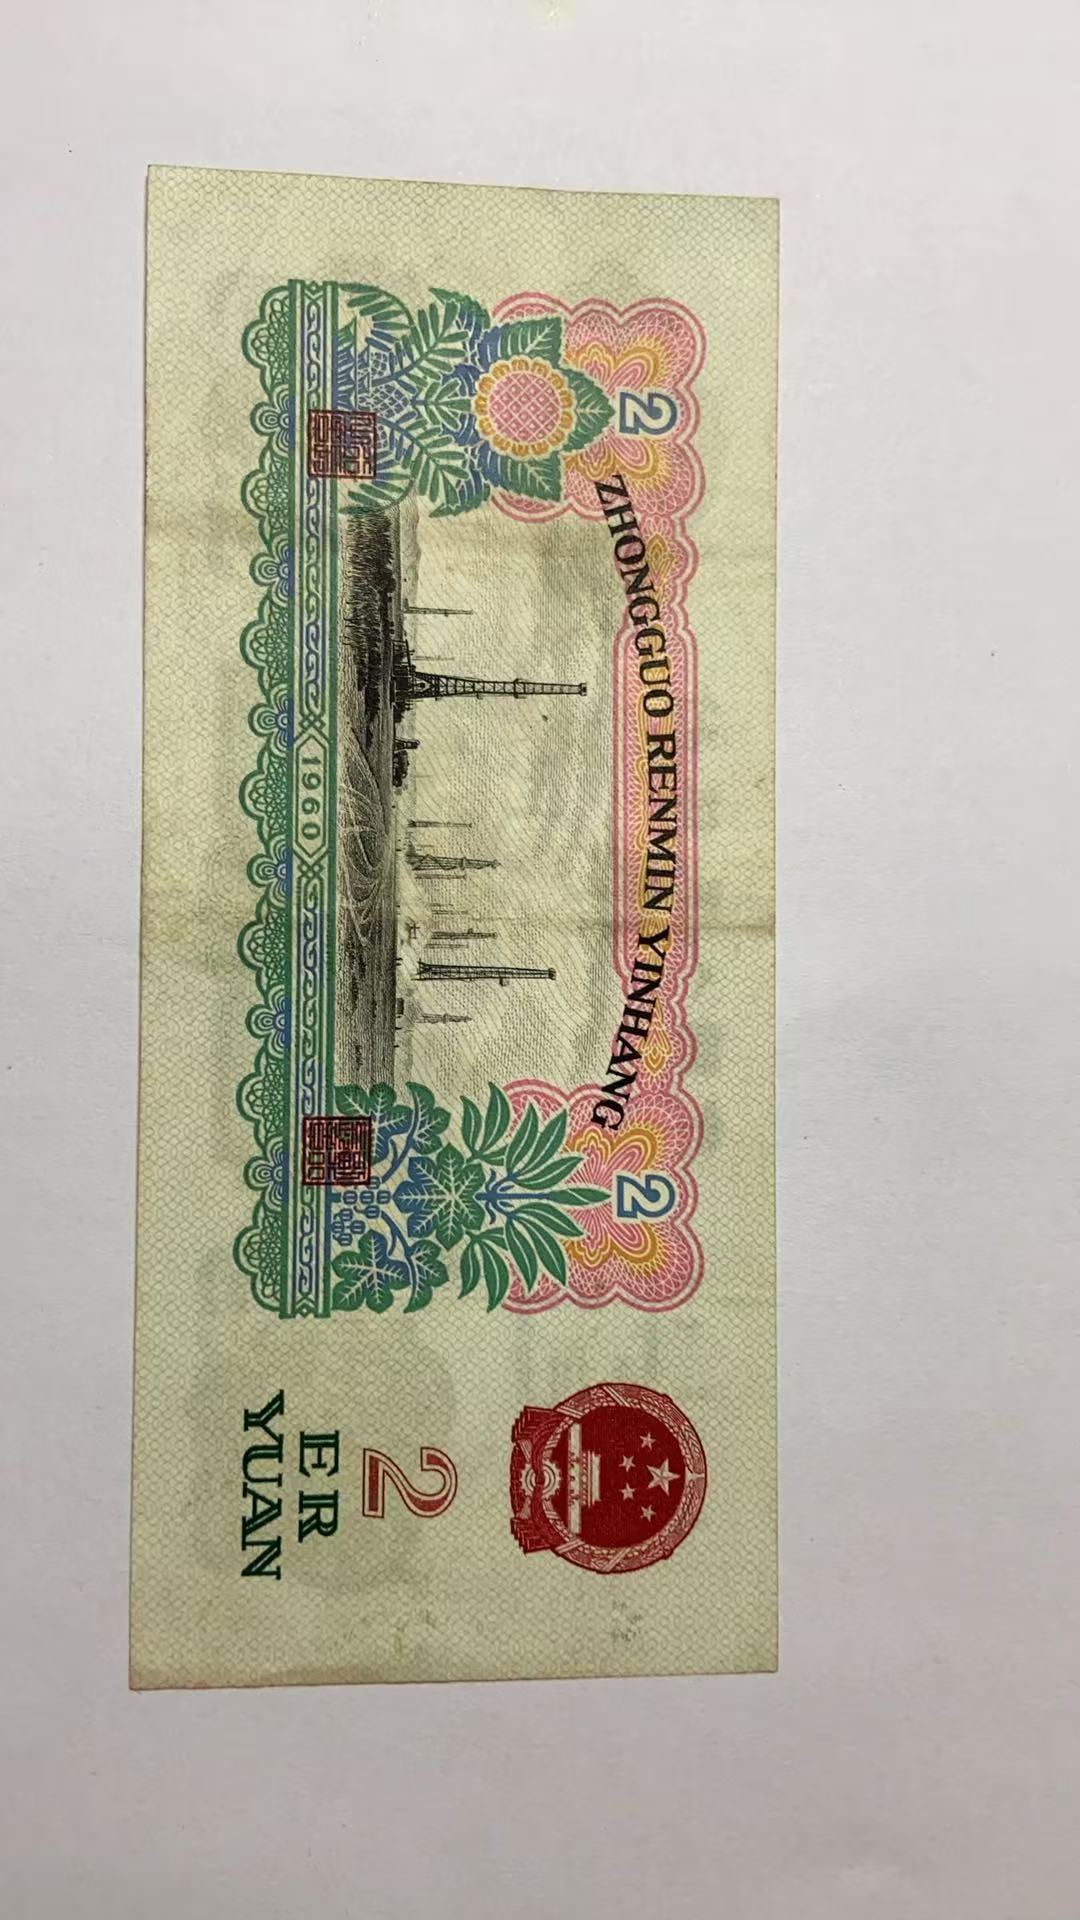 2
2
ZHONGGUO RENMIN YINHANG
2
ER
YUAN
1960